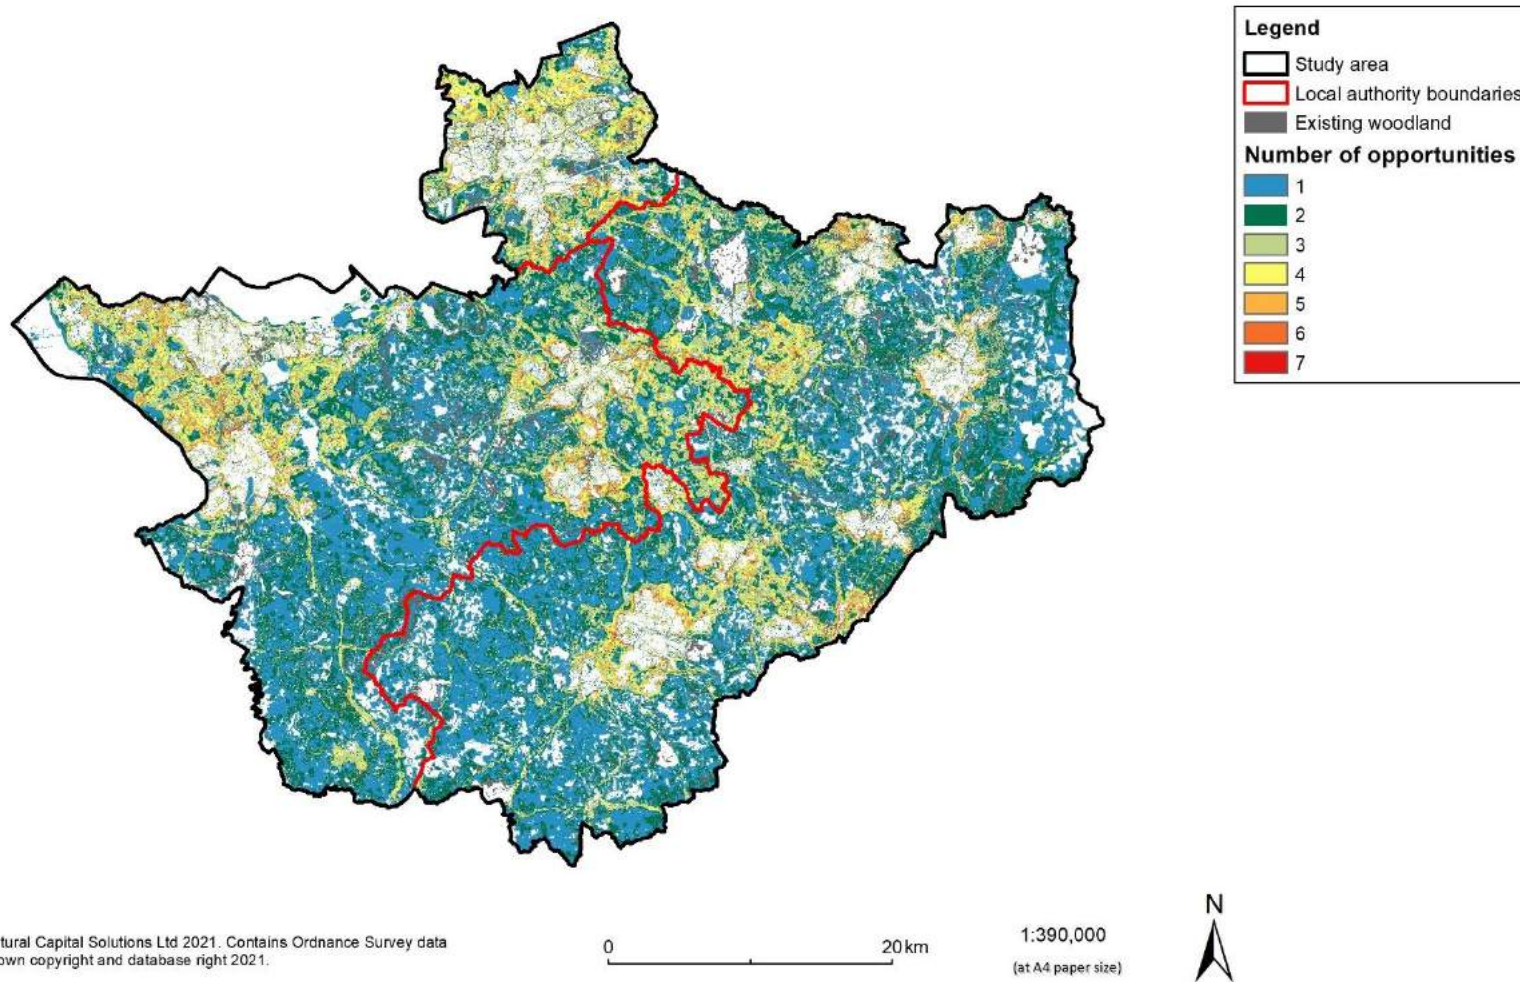 Legend
Study area
Local authority boundaries
Existing woodland
Number of opportunities
1
2
3
4
5
6
7
tural Capital Solutions Ltd 2021. Contains Ordnance Survey data
own copyright and database right 2021.
0 20km
1:390,000
(at A4 paper size)
N